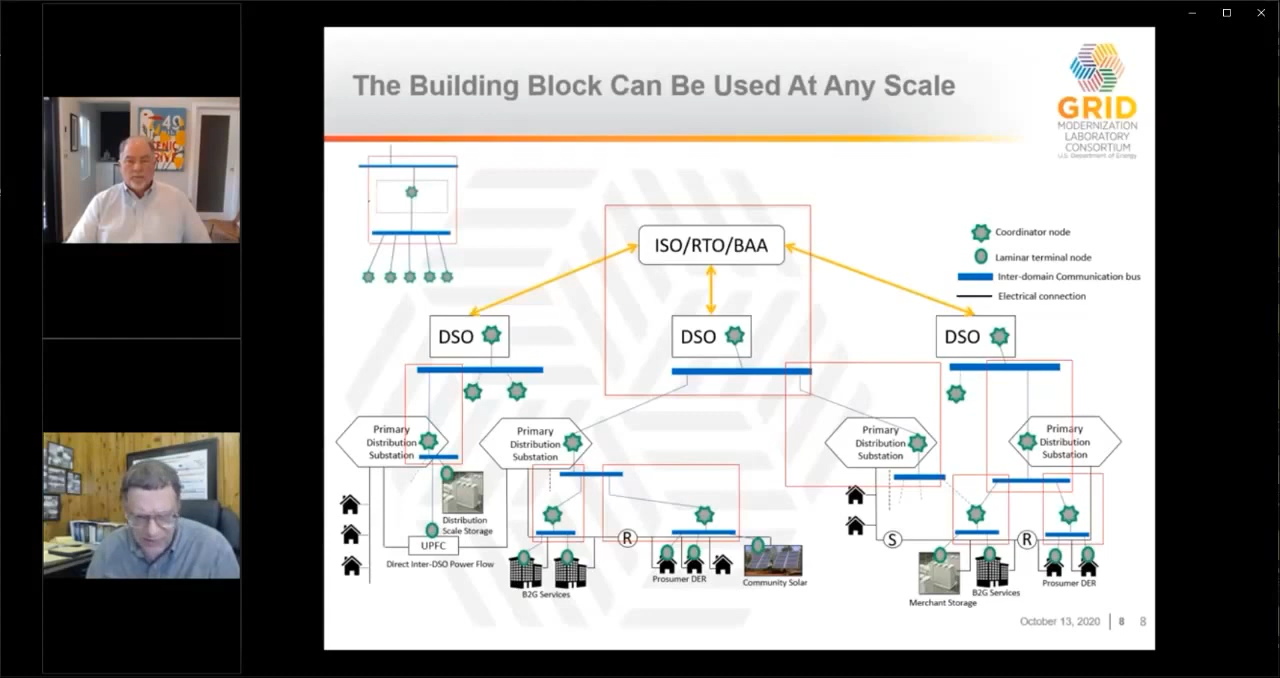 The Building Block Can Be Used At Any Scale
GRID
MODERNIZATION
LABORATORY
CONSORTIUM
U.S. Department of Energy
ISO/RTO/BAA
Coordinator node
Laminar terminal node
Inter-domain Communication bus
Electrical connection
DSO
DSO
DSO
Primary
Distribution
Substation
Primary
Distribution
Substation
Primary
Distribution
Substation
Primary
Distribution
Substation
Distribution
Scale Storage
UPFC
Direct Inter-DSO Power Flow
R
S
R
B2G Services
Prosumer DER
Community Solar
Merchant Storage
B2G Services
Prosumer DER
October 13, 2020
8
8